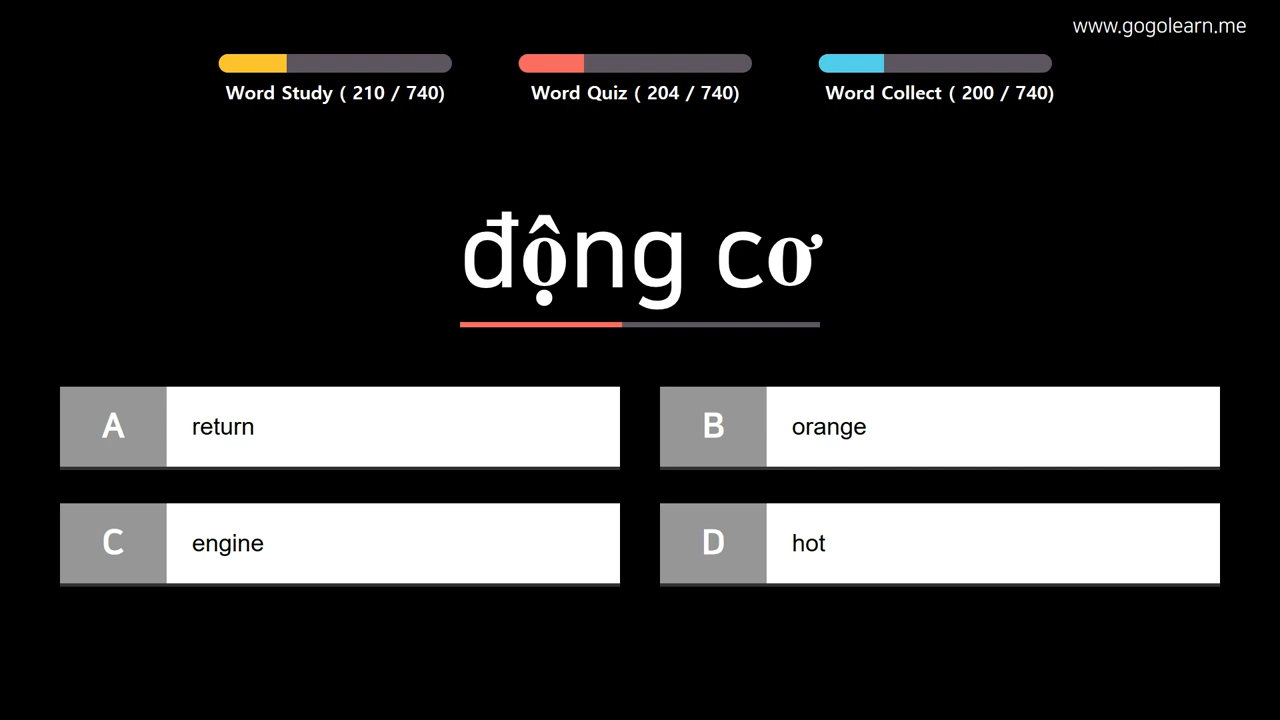 www.gogolearn.me
Word Study ( 210 / 740)
Word Quiz ( 204 / 740)
Word Collect ( 200 / 740)
động cơ
A return
B orange
C engine
D hot